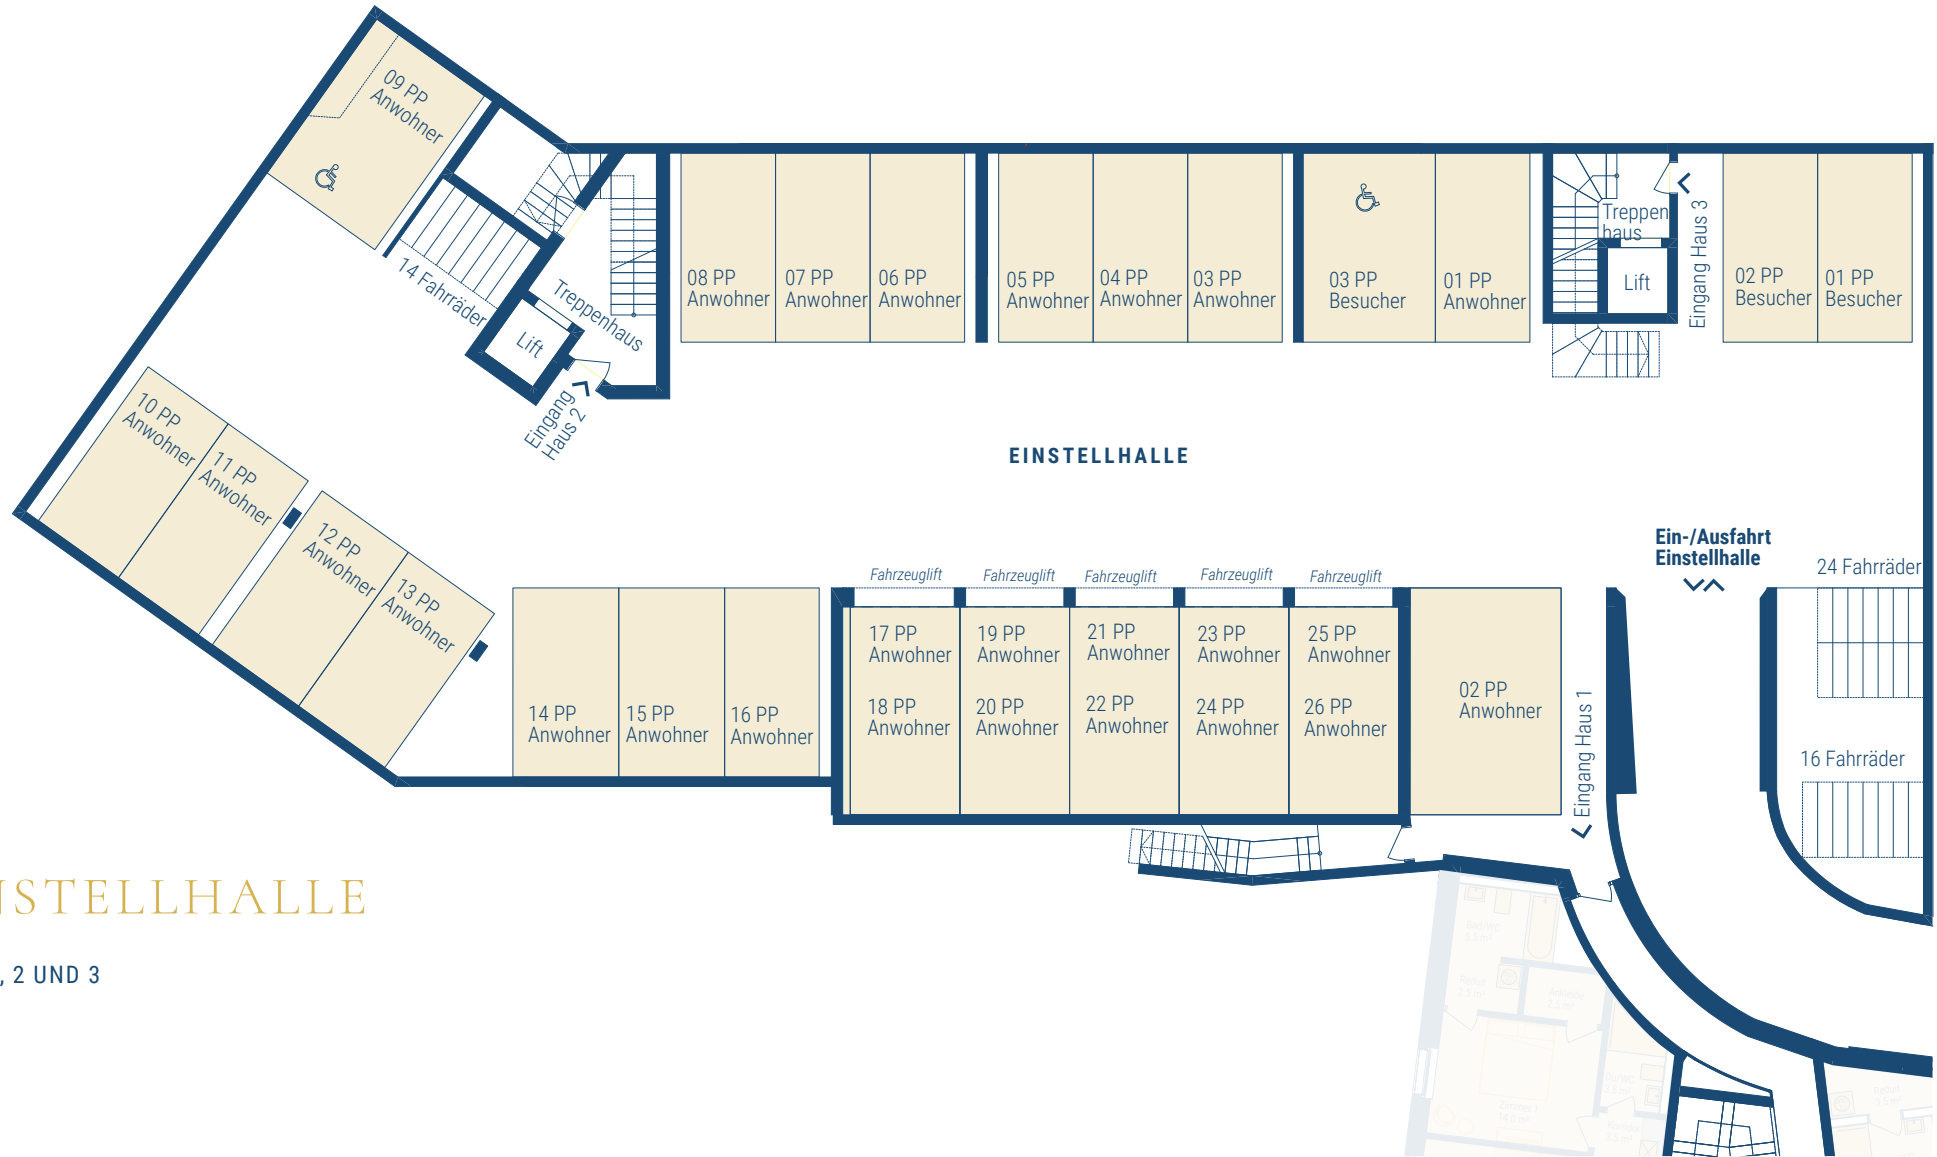 09 PP
Anwohner
14 Fahrräder
Treppenhaus
Lift
Eingang
Haus 2
08 PP
Anwohner
07 PP
Anwohner
06 PP
Anwohner
05 PP
Anwohner
04 PP
Anwohner
03 PP
Anwohner
03 PP
Besucher
01 PP
Anwohner
Treppen
haus
Lift
Eingang Haus 3
02 PP
Besucher
01 PP
Besucher
10 PP
Anwohner
11 PP
Anwohner
12 PP
Anwohner
13 PP
Anwohner
EINSTELLHALLE
Ein-/Ausfahrt
Einstellhalle
24 Fahrräder
16 Fahrräder
14 PP
Anwohner
15 PP
Anwohner
16 PP
Anwohner
Fahrzeuglift
Fahrzeuglift
Fahrzeuglift
Fahrzeuglift
Fahrzeuglift
17 PP
Anwohner
18 PP
Anwohner
19 PP
Anwohner
20 PP
Anwohner
21 PP
Anwohner
22 PP
Anwohner
23 PP
Anwohner
24 PP
Anwohner
25 PP
Anwohner
26 PP
Anwohner
02 PP
Anwohner
Eingang Haus 1
NSTELLHALLE
, 2 UND 3